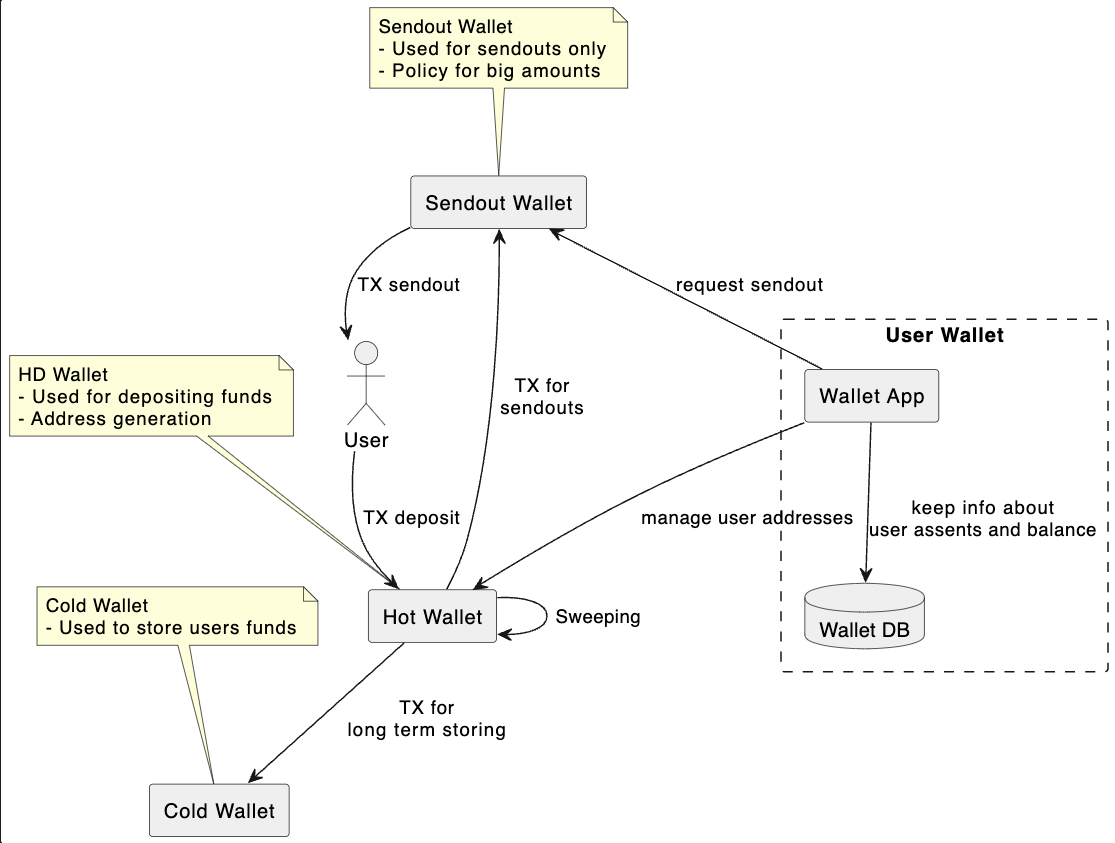 Sendout Wallet
- Used for sendouts only
- Policy for big amounts
Sendout Wallet
TX sendout
request sendout
User Wallet
HD Wallet
- Used for depositing funds
- Address generation
TX for
sendouts
Wallet App
User
TX deposit
manage user addresses
keep info about
user assents and balance
Cold Wallet
- Used to store users funds
Hot Wallet
Sweeping
Wallet DB
TX for
long term storing
Cold Wallet